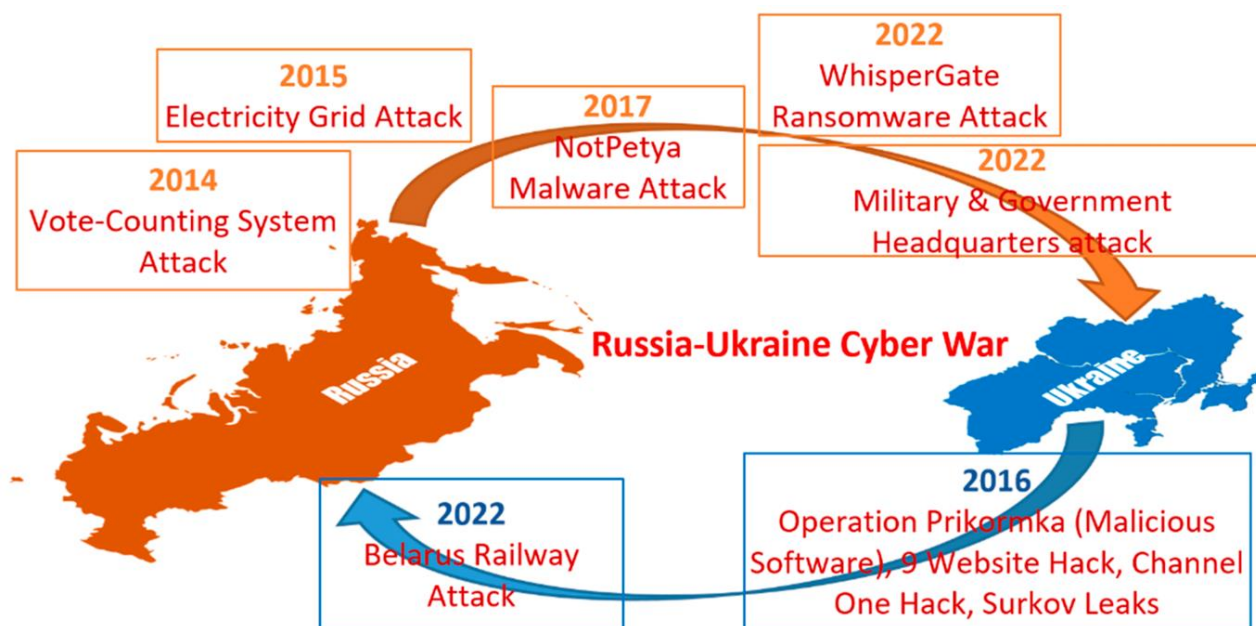 2015
Electricity Grid Attack
2014
Vote-Counting System
Attack
2017
NotPetya
Malware Attack
2022
WhisperGate
Ransomware Attack
2022
Military & Government
Headquarters attack
Russia-Ukraine Cyber War
Russia
Ukraine
2022
Belarus Railway
Attack
2016
Operation Prikormka (Malicious
Software), 9 Website Hack, Channel
One Hack, Surkov Leaks